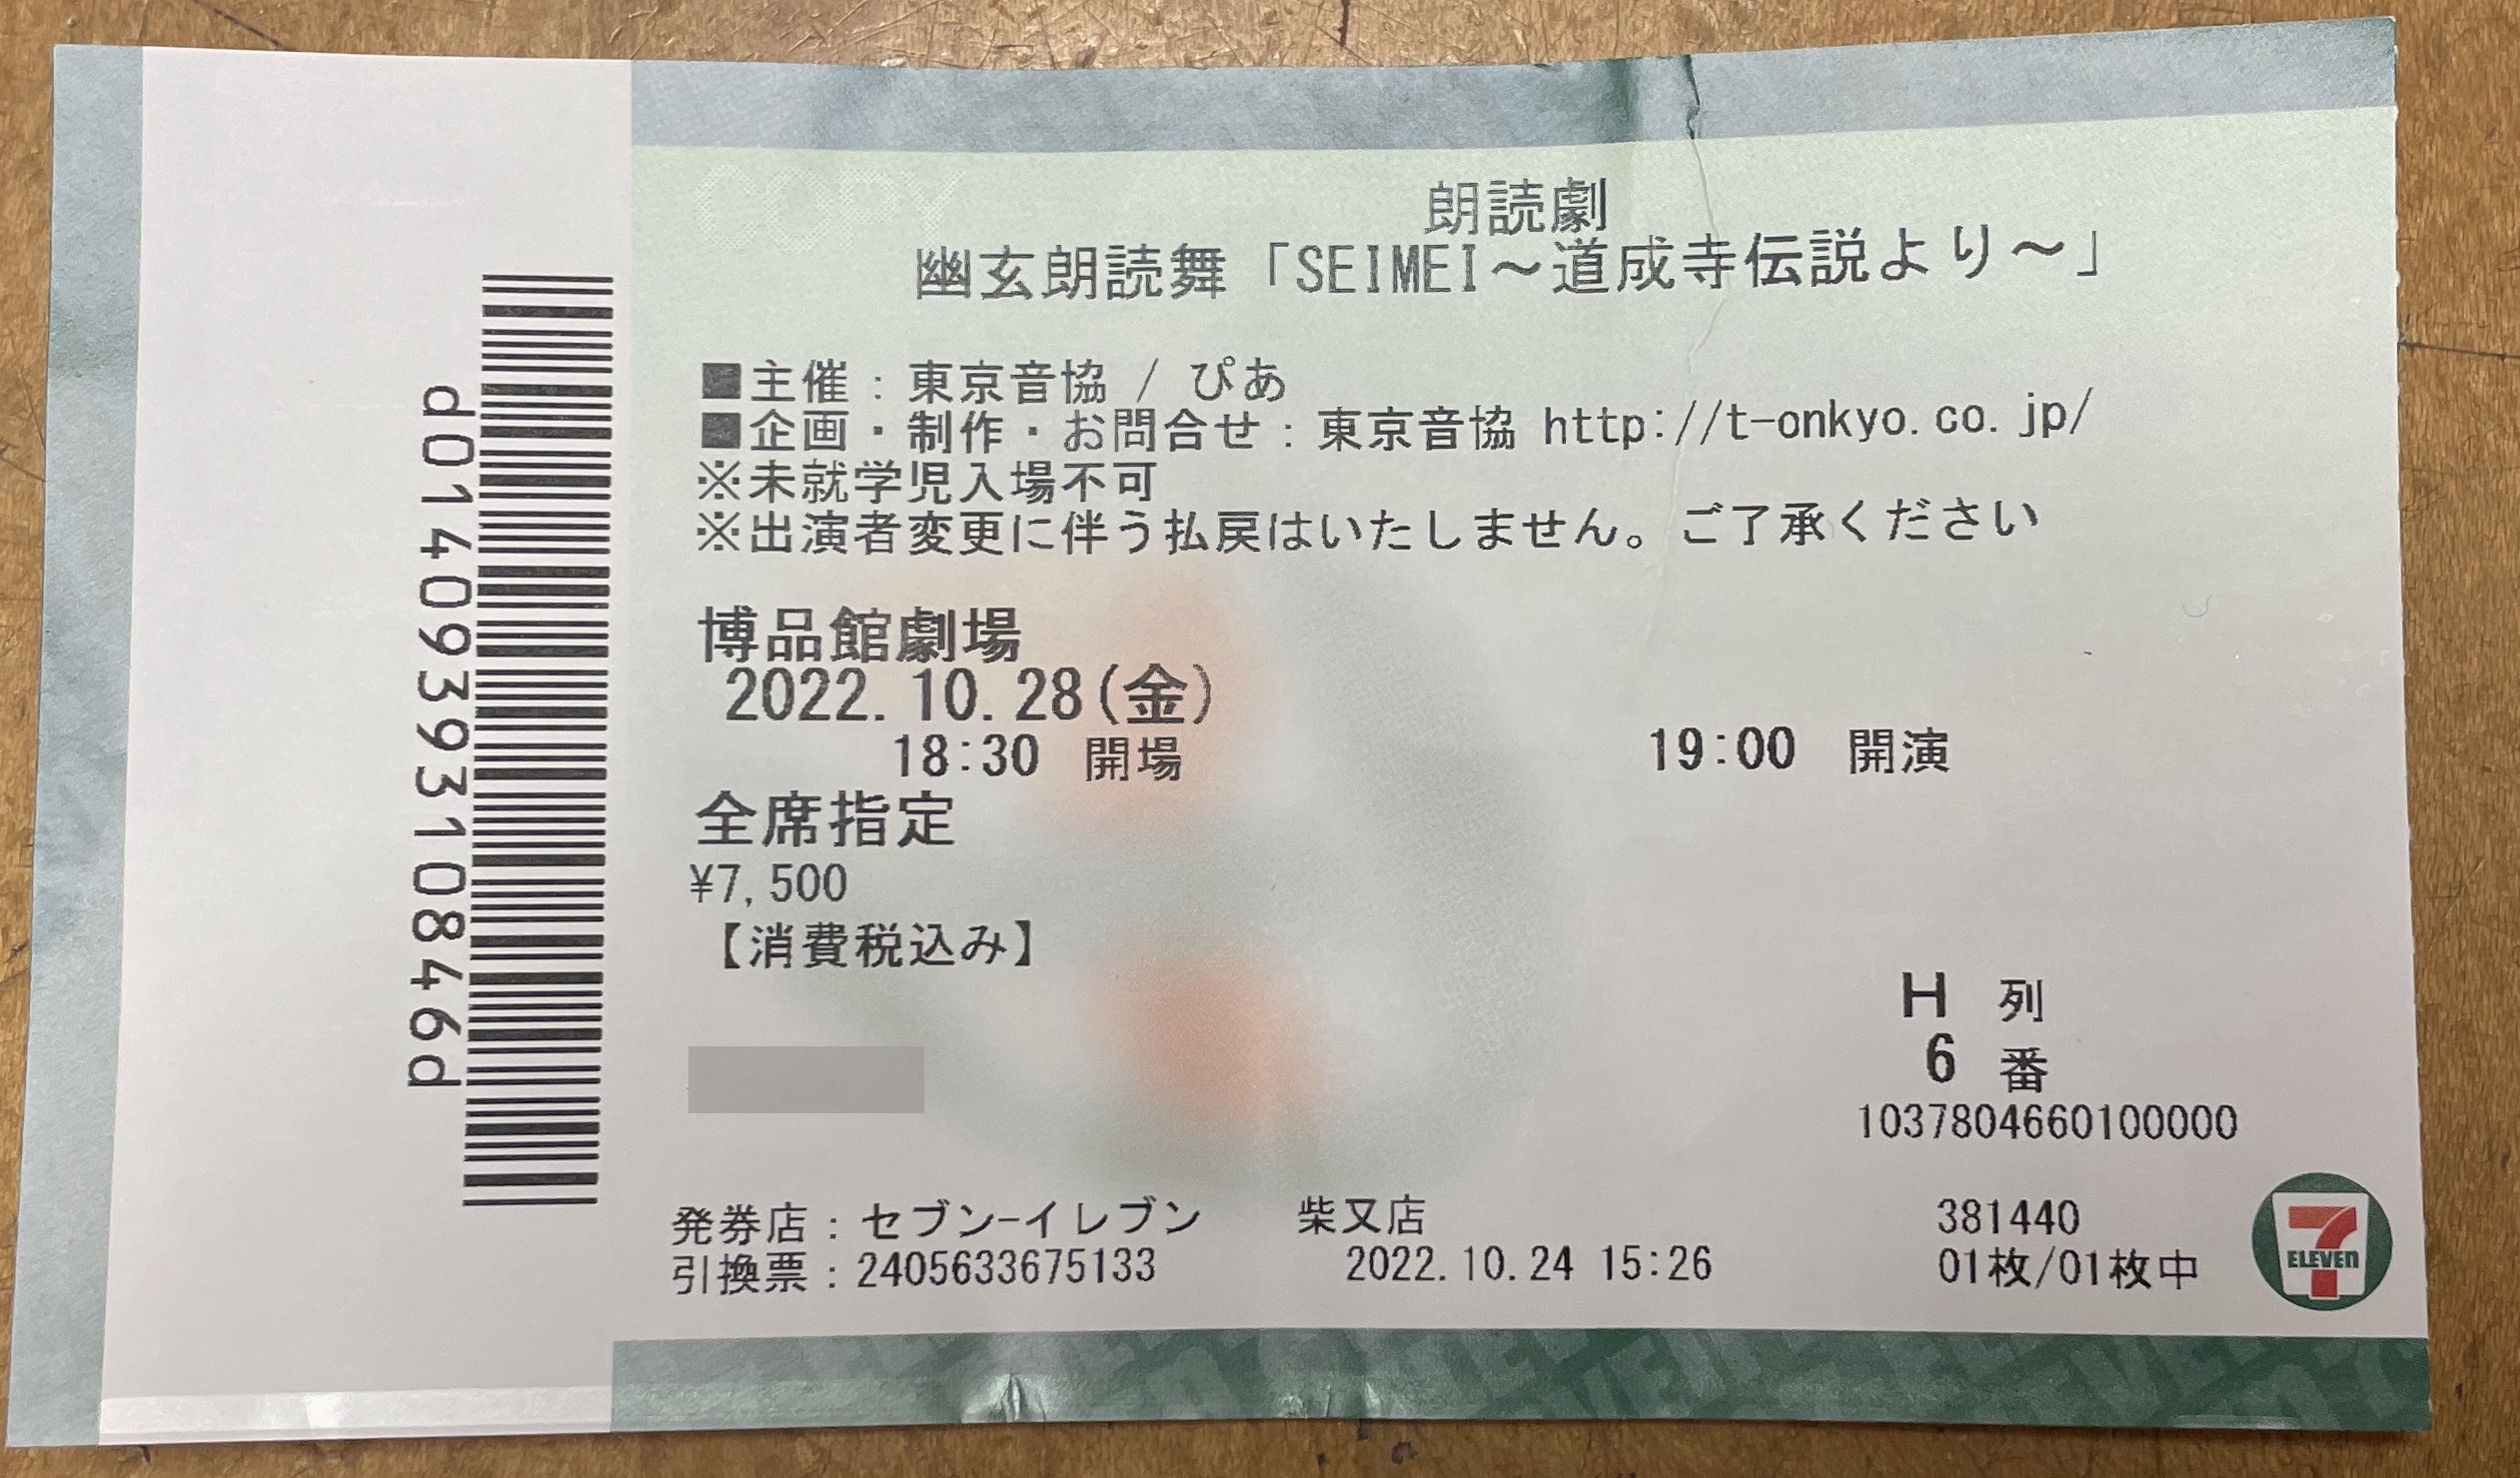 COPY
朗読劇
幽玄朗読舞「SEIMEI～道成寺伝説より～」
■主催：東京音協 / ぴあ
■企画・制作・お問合せ：東京音協 http://t-onkyo.co.jp/
※未就学児入場不可
※出演者変更に伴う払戻はいたしません。ご了承ください
博品館劇場
2022.10.28(金)
18:30 開場 19:00 開演
全席指定
¥7,500
【消費税込み】
H 列
6 番
1037804660100000
発券店：セブン-イレブン 柴又店 381440
引換票：2405633675133 2022.10.24 15:26 01枚/01枚中
7 ELEVEn
d014093931084 6d